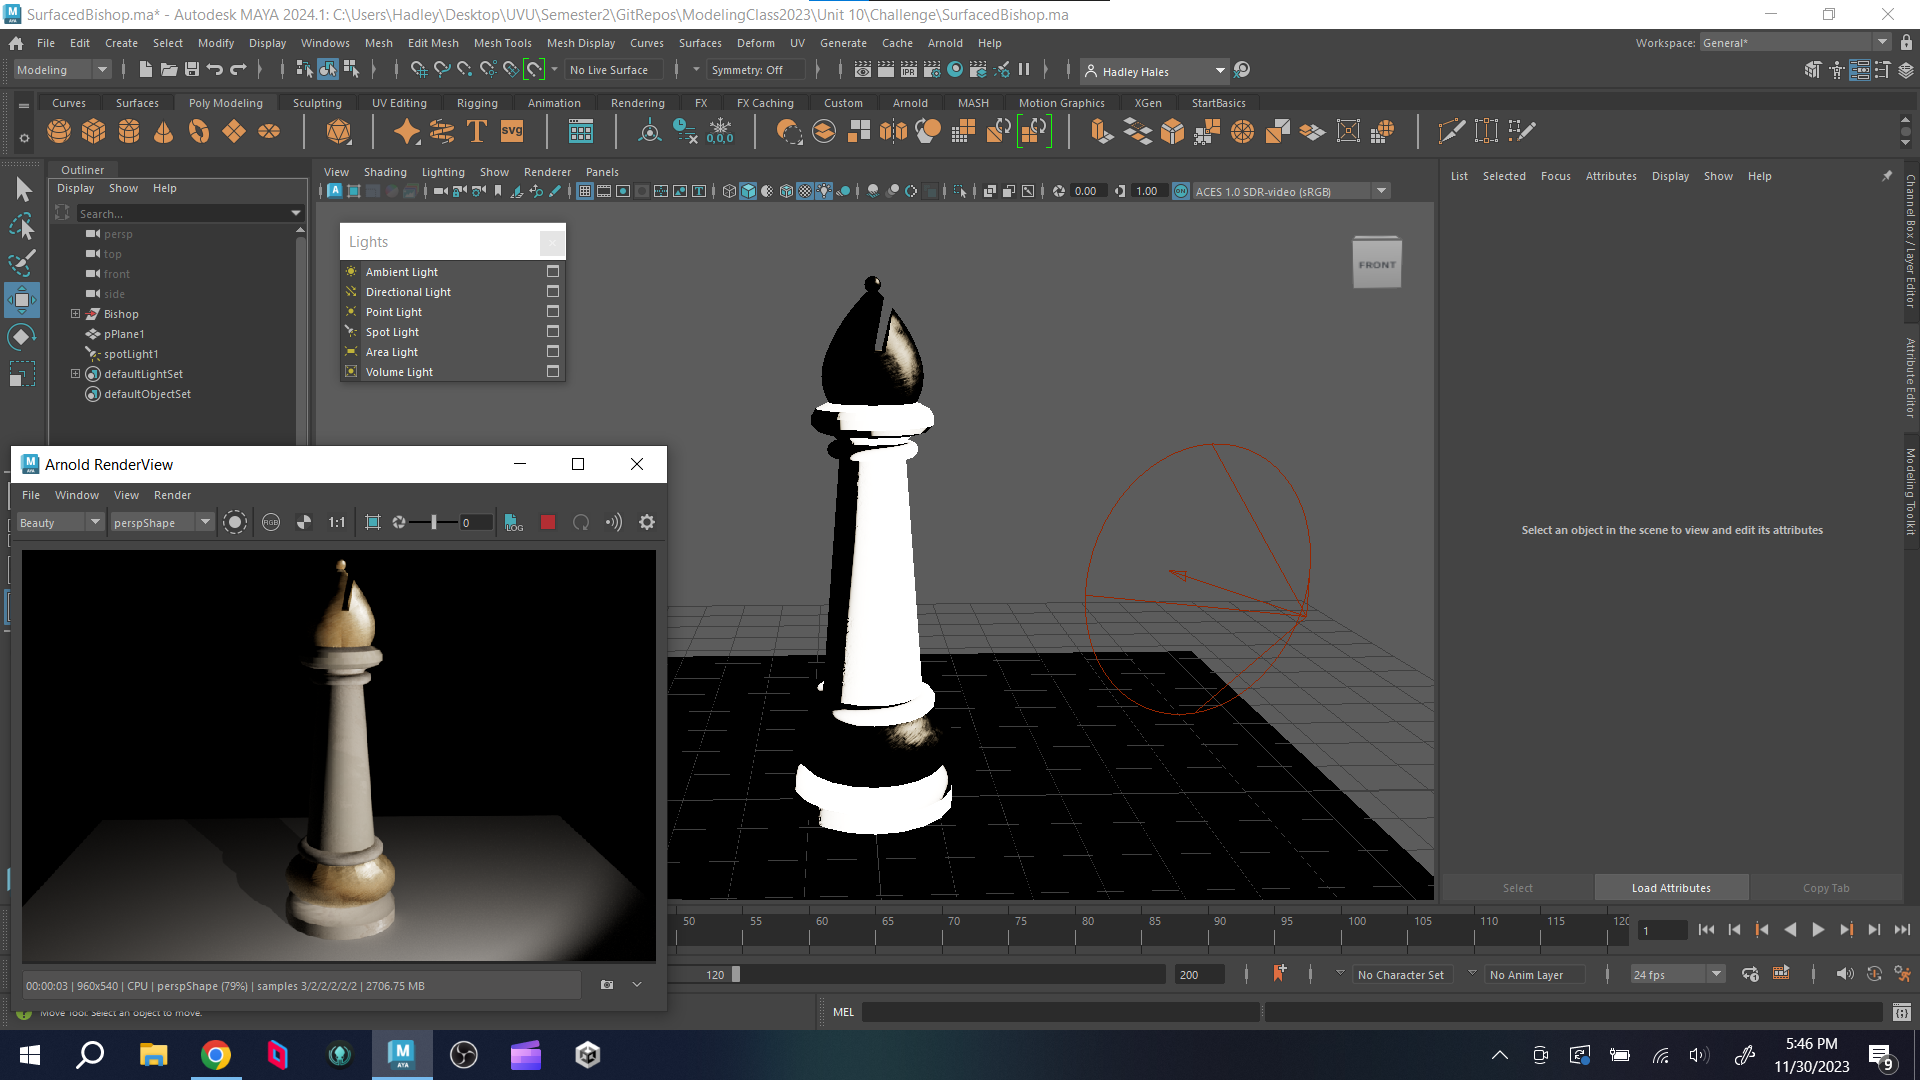 SurfacedBishop.ma* - Autodesk MAYA 2024.1: C:\Users\Hadley\Desktop\UVU\Semester2\GitRepos\ModelingClass2023\Unit 10\Challenge\SurfacedBishop.ma
File Edit Create Select Modify Display Windows Mesh Edit Mesh Mesh Tools Mesh Display Curves Surfaces Deform UV Generate Cache Arnold Help
Workspace: General*
Modeling No Live Surface Symmetry: Off Hadley Hales
Curves Surfaces Poly Modeling Sculpting UV Editing Rigging Animation Rendering FX FX Caching Custom Arnold MASH Motion Graphics XGen StartBasics
Outliner
Display Show Help
Search...
persp
top
front
side
Bishop
pPlane1
spotLight1
defaultLightSet
defaultObjectSet
View Shading Lighting Show Renderer Panels
0.00 1.00 ACES 1.0 SDR-video (sRGB)
Lights
Ambient Light
Directional Light
Point Light
Spot Light
Area Light
Volume Light
FRONT
List Selected Focus Attributes Display Show Help
Channel Box / Layer Editor
Attribute Editor
Modeling Toolkit
Select an object in the scene to view and edit its attributes
Select Load Attributes Copy Tab
Arnold RenderView
File Window View Render
Beauty perspShape RGB 1:1 0 LOG
00:00:03 | 960x540 | CPU | perspShape (79%) | samples 3/2/2/2/2/2 | 2706.75 MB
50 55 60 65 70 75 80 85 90 95 100 105 110 115 120
1
120 200 No Character Set No Anim Layer 24 fps
Move Tool: Select an object to move.
MEL
5:46 PM
11/30/2023
9